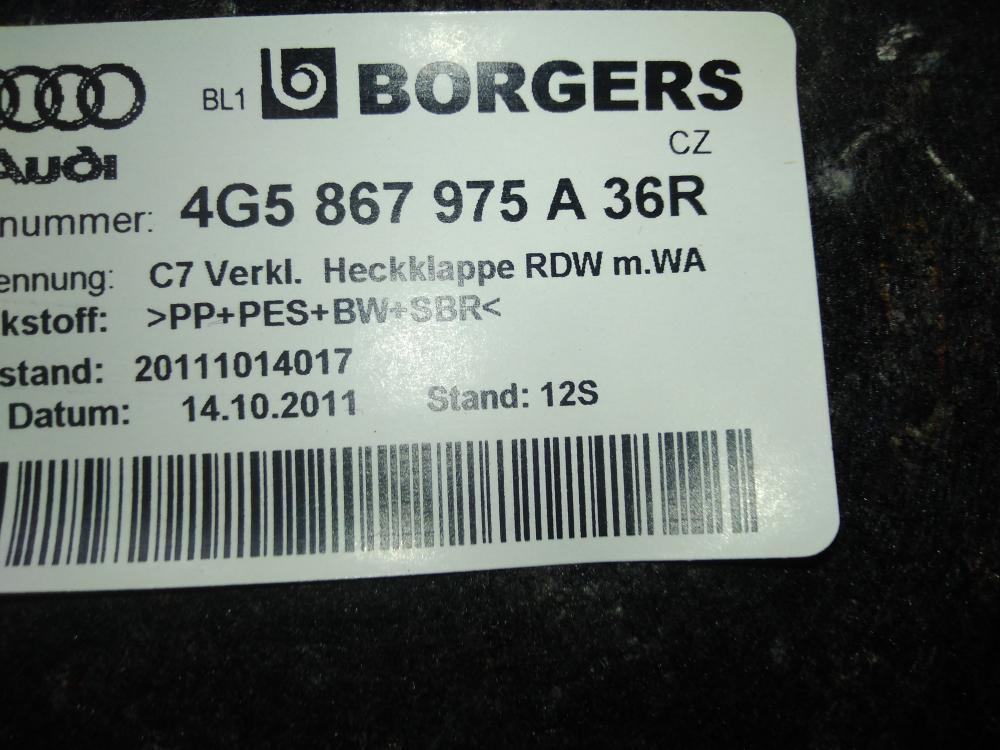 BL1 BORGERS
CZ
Audi
nummer: 4G5 867 975 A 36R
ennung: C7 Verkl. Heckklappe RDW m.WA
kstoff: >PP+PES+BW+SBR<
stand: 20111014017
Datum: 14.10.2011 Stand: 12S